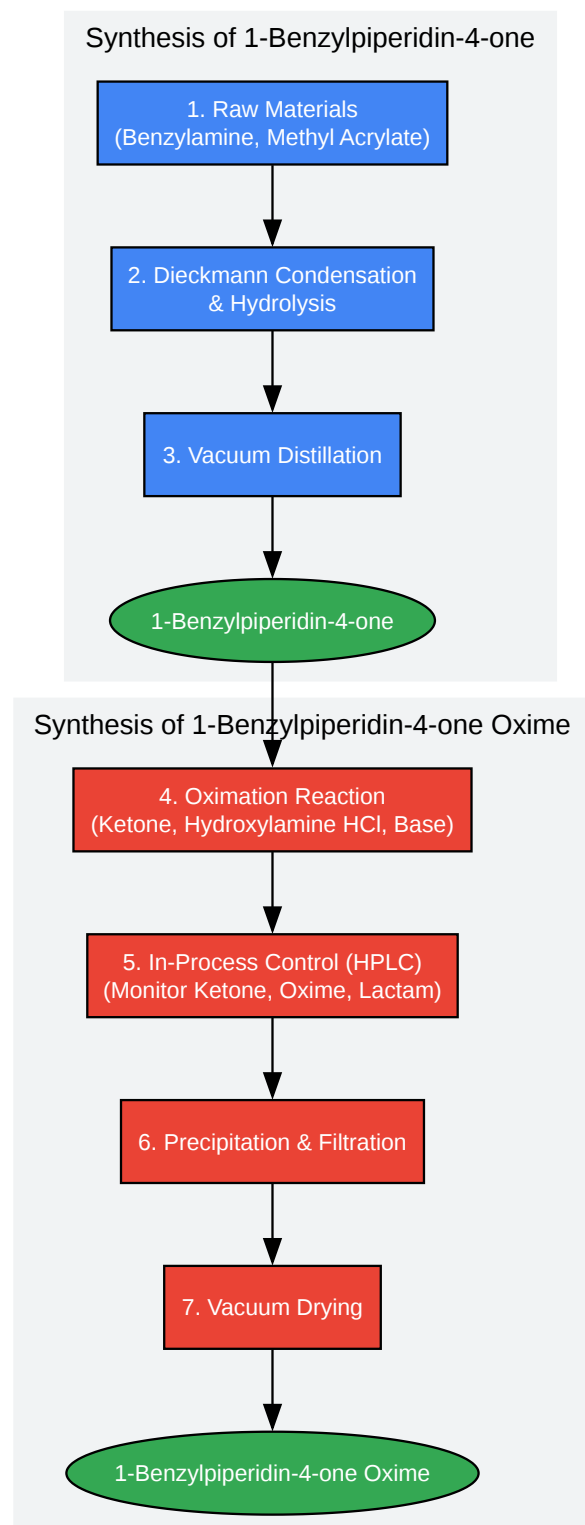 Synthesis of 1-Benzylpiperidin-4-one
1. Raw Materials
(Benzylamine, Methyl Acrylate)
2. Dieckmann Condensation
& Hydrolysis
3. Vacuum Distillation
1-Benzylpiperidin-4-one
Synthesis of 1-Benzylpiperidin-4-one Oxime
4. Oximation Reaction
(Ketone, Hydroxylamine HCl, Base)
5. In-Process Control (HPLC)
(Monitor Ketone, Oxime, Lactam)
6. Precipitation & Filtration
7. Vacuum Drying
1-Benzylpiperidin-4-one Oxime